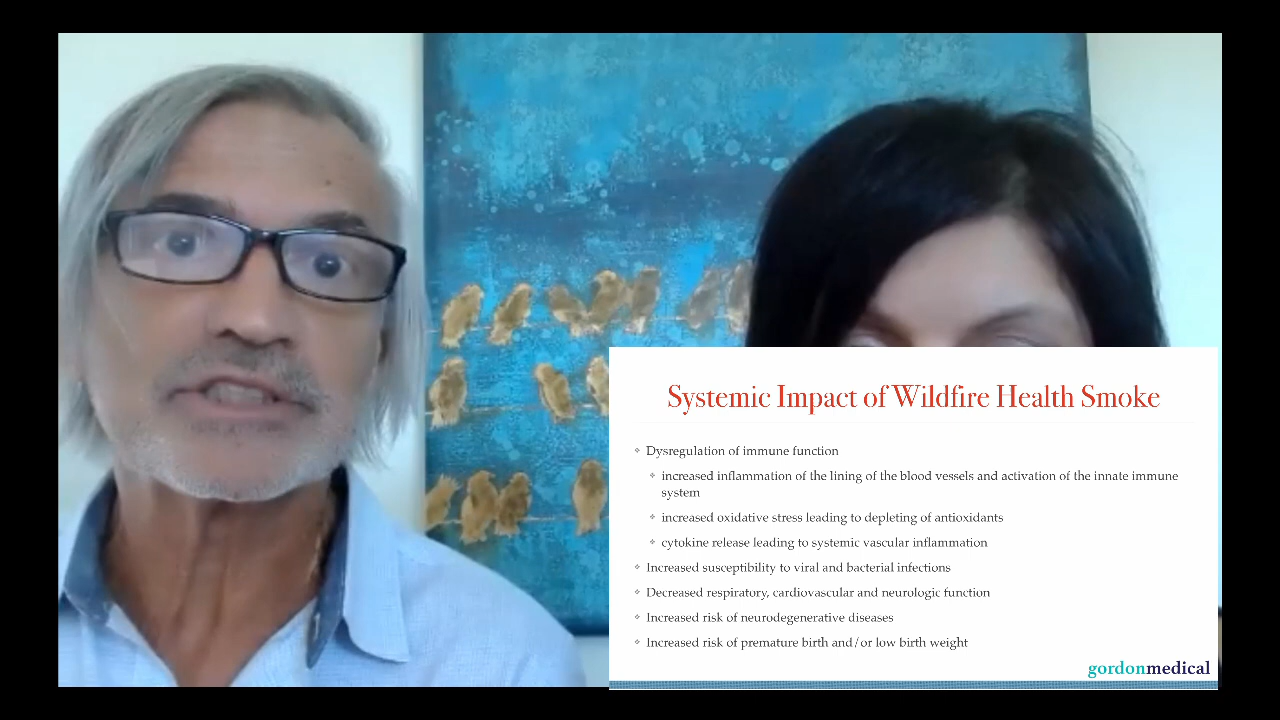 Systemic Impact of Wildfire Health Smoke
Dysregulation of immune function
increased inflammation of the lining of the blood vessels and activation of the innate immune
system
increased oxidative stress leading to depleting of antioxidants
cytokine release leading to systemic vascular inflammation
Increased susceptibility to viral and bacterial infections
Decreased respiratory, cardiovascular and neurologic function
Increased risk of neurodegenerative diseases
Increased risk of premature birth and/or low birth weight
gordonmedical